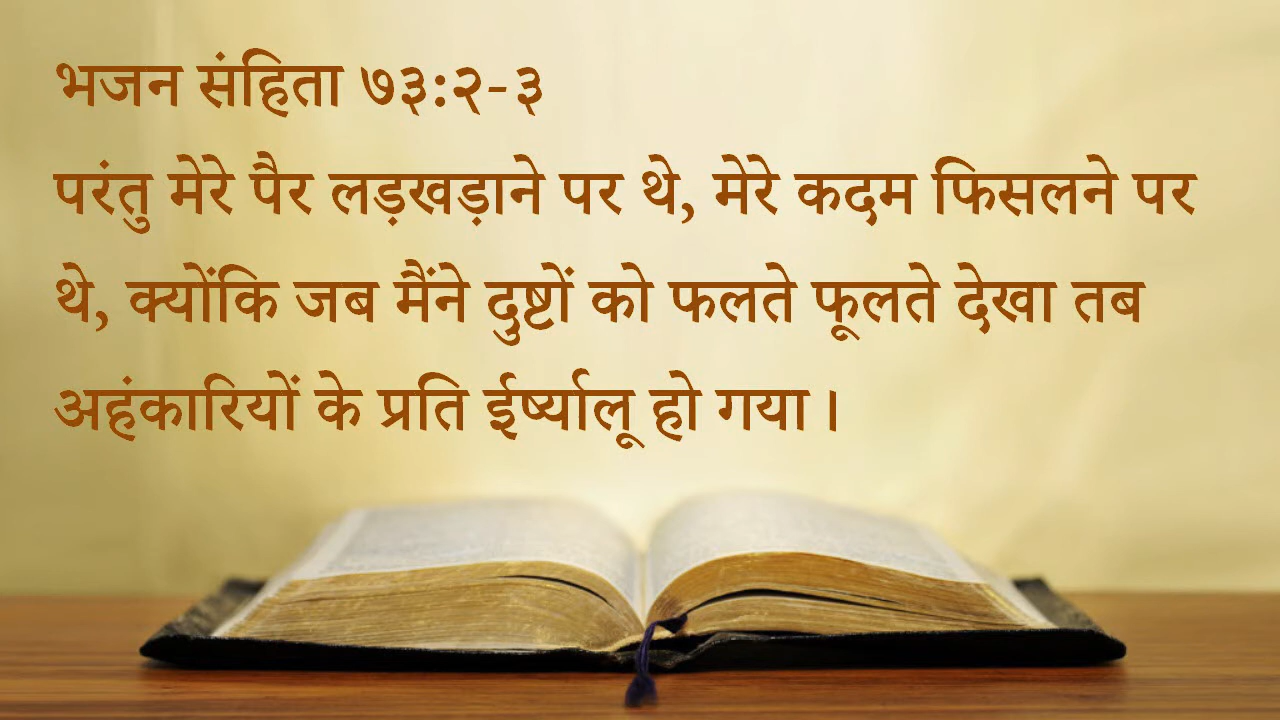 भजन संहिता ७३:२-३
परंतु मेरे पैर लड़खड़ाने पर थे, मेरे कदम फिसलने पर
थे, क्योंकि जब मैंने दुष्टों को फलते फूलते देखा तब
अहंकारियों के प्रति ईर्ष्यालू हो गया।